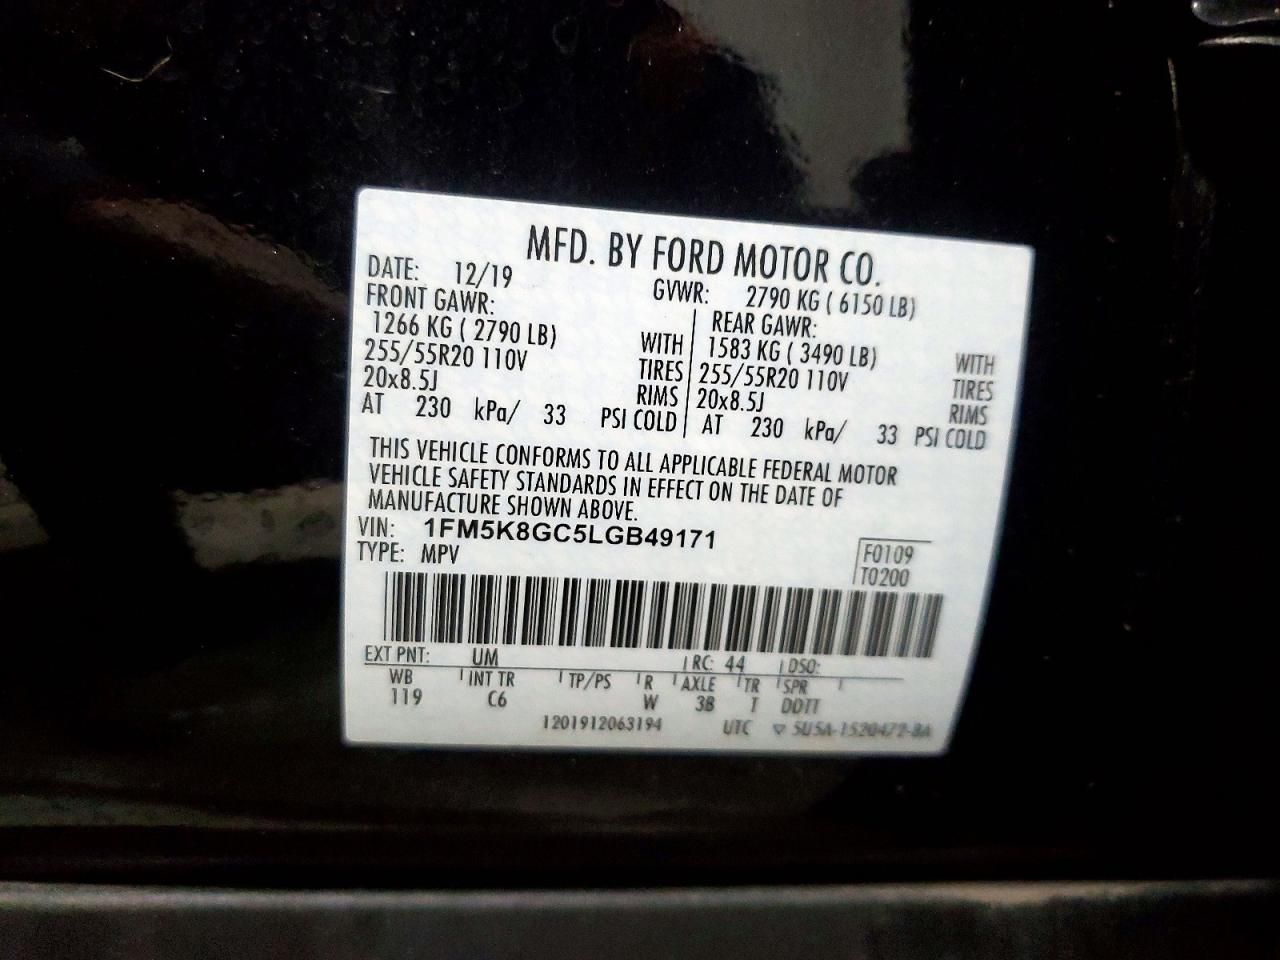 MFD. BY FORD MOTOR CO.
DATE: 12/19 GVWR: 2790 KG ( 6150 LB)
FRONT GAWR: REAR GAWR:
1266 KG ( 2790 LB) WITH 1583 KG ( 3490 LB) WITH
255/55R20 110V TIRES 255/55R20 110V TIRES
20x8.5J RIMS 20x8.5J RIMS
AT 230 kPa/ 33 PSI COLD AT 230 kPa/ 33 PSI COLD
THIS VEHICLE CONFORMS TO ALL APPLICABLE FEDERAL MOTOR
VEHICLE SAFETY STANDARDS IN EFFECT ON THE DATE OF
MANUFACTURE SHOWN ABOVE.
VIN: 1FM5K8GC5LGB49171
TYPE: MPV
F0109
T0200
EXT PNT: UM RC: 44 DSO:
WB INT TR TP/PS R AXLE TR SPR
119 C6 W 3B T DDTT
1201912063194 UTC ▽ 5U5A-1520472-BA